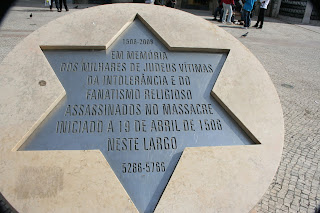 1506-2006
EM MEMÓRIA
DOS MILHARES DE JUDEUS VÍTIMAS
DA INTOLERÂNCIA E DO
FANATISMO RELIGIOSO
ASSASSINADOS NO MASSACRE
INICIADO A 19 DE ABRIL DE 1506
NESTE LARGO
5266-5766